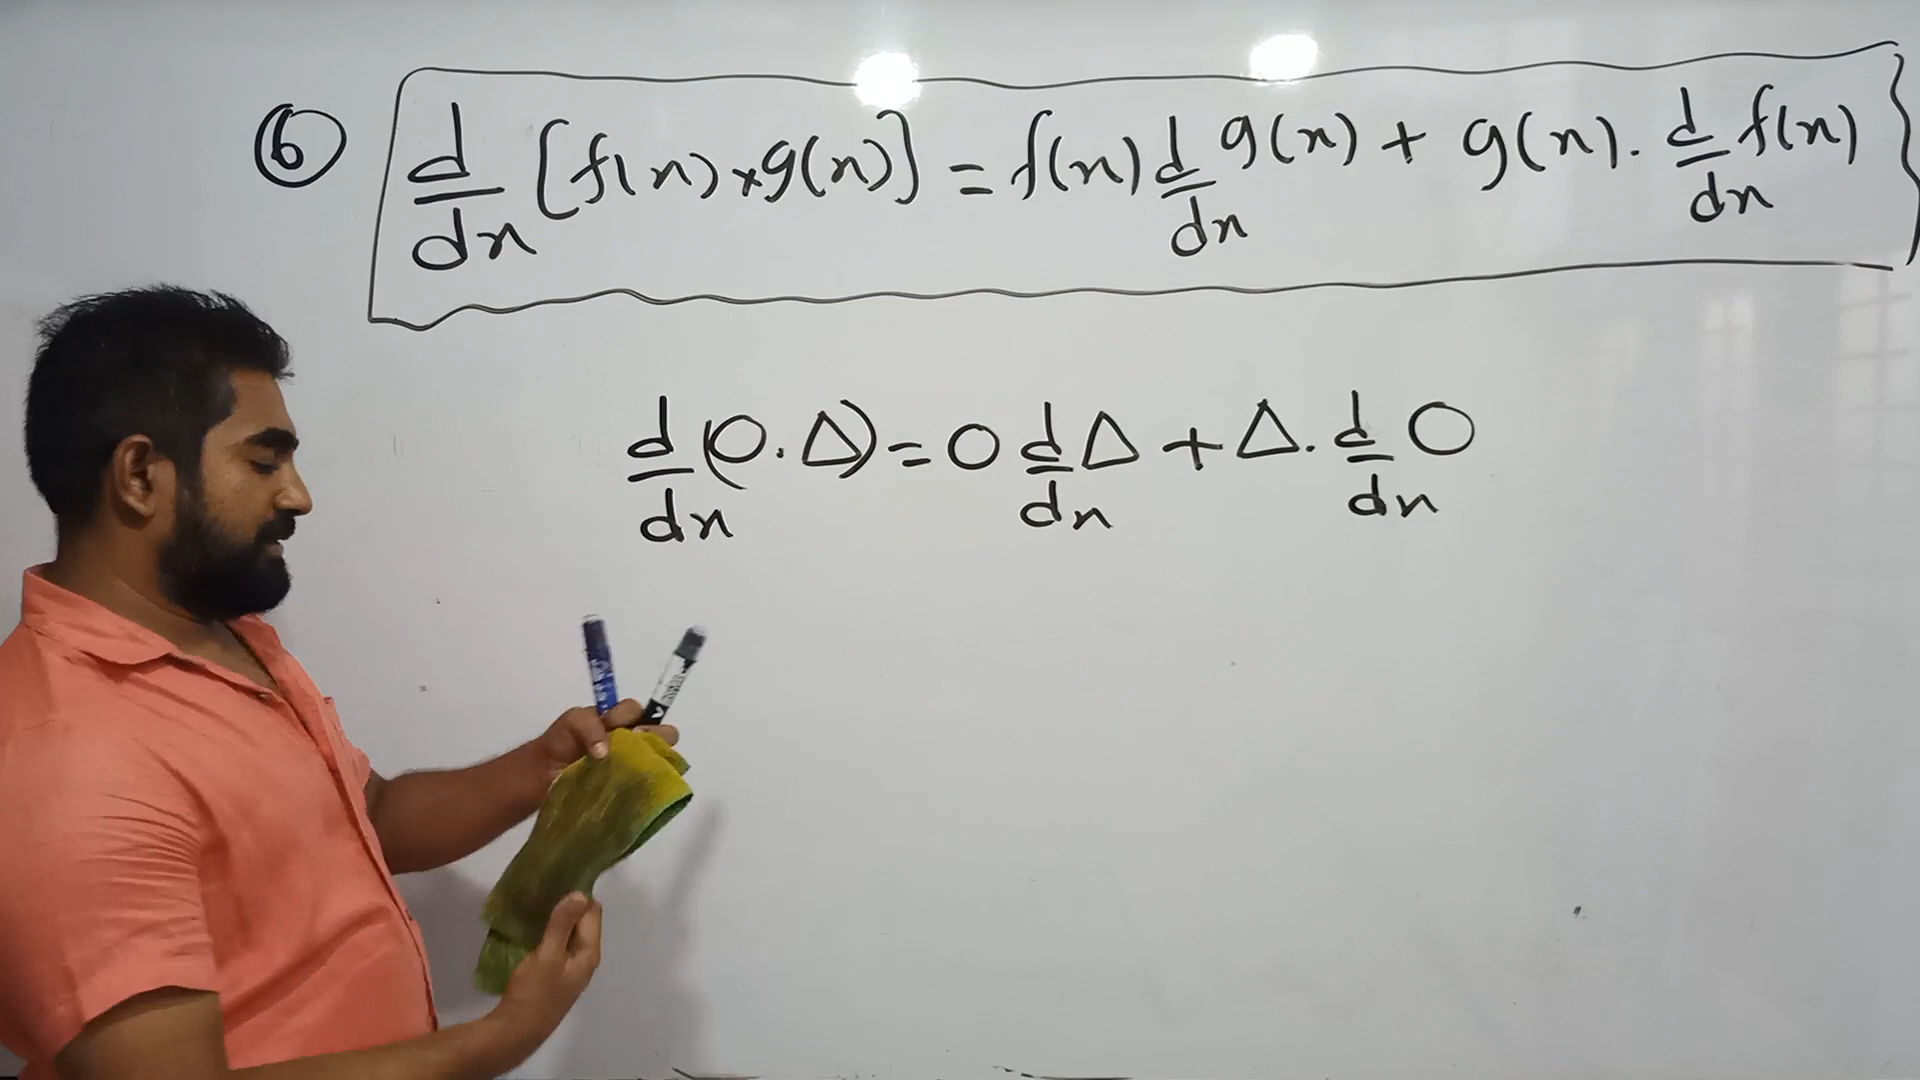 ⑥ d/dx [f(x) × g(x)] = f(x) d/dx g(x) + g(x) . d/dx f(x)
d/dx (O . Δ) = O d/dx Δ + Δ . d/dx O